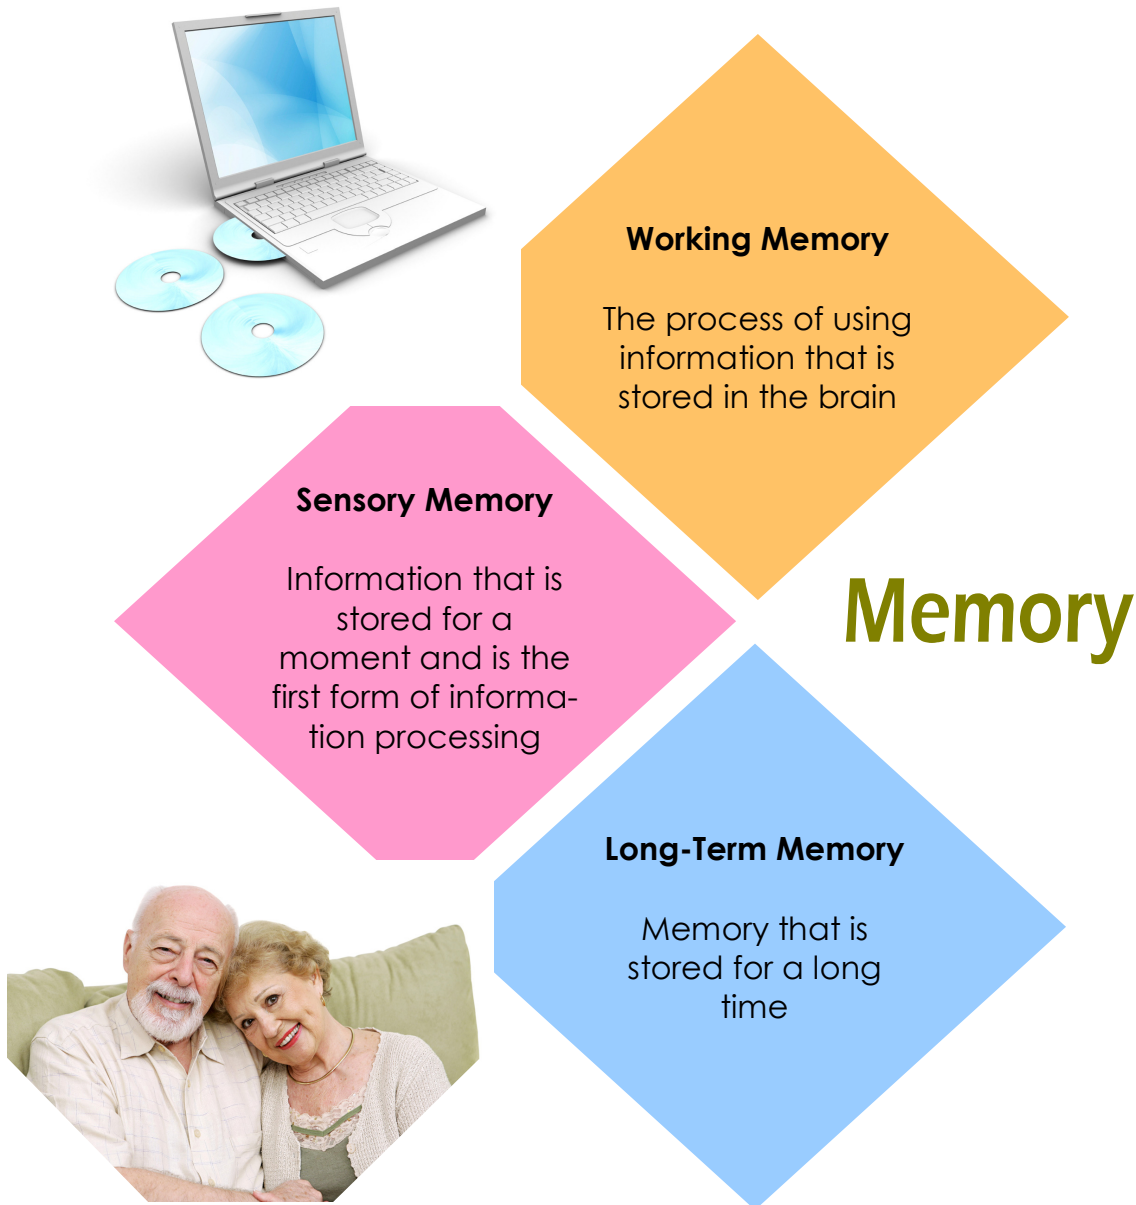 Working Memory
The process of using
information that is
stored in the brain
Sensory Memory
Information that is
stored for a
moment and is the
first form of informa-
tion processing
Memory
Long-Term Memory
Memory that is
stored for a long
time